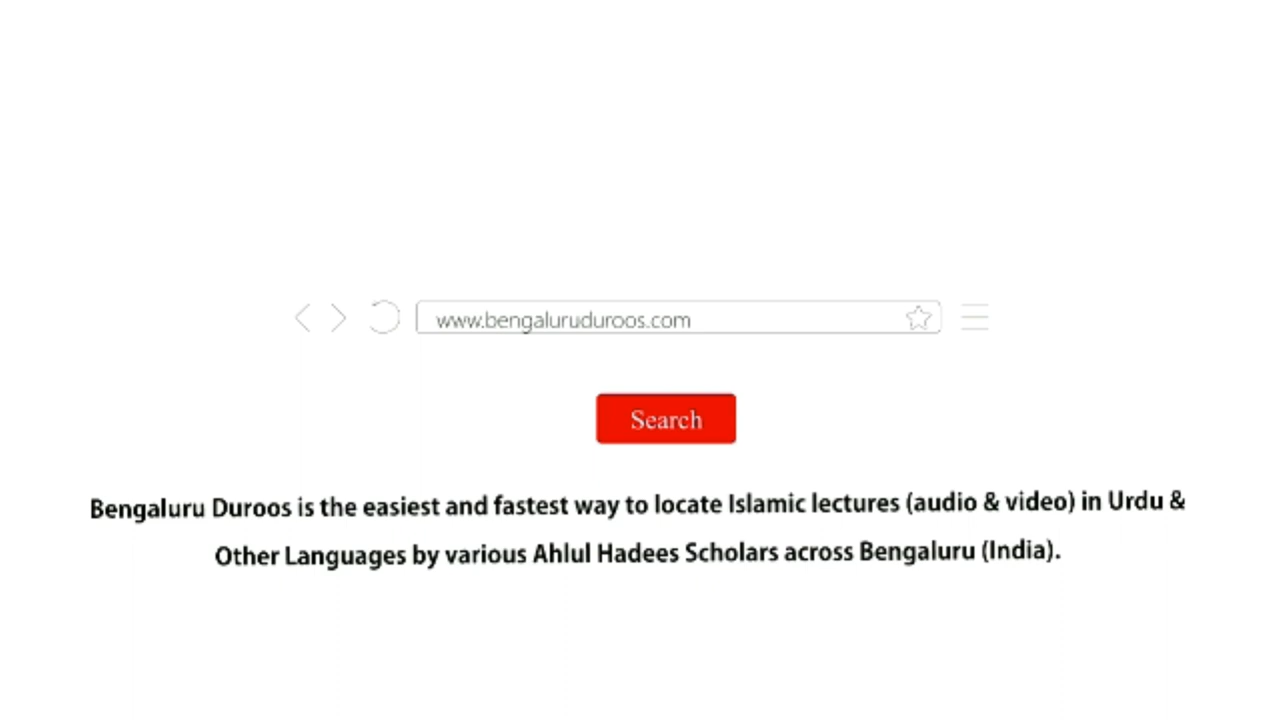 www.bengaluruduroos.com
Search
Bengaluru Duroos is the easiest and fastest way to locate Islamic lectures (audio & video) in Urdu &
Other Languages by various Ahlul Hadees Scholars across Bengaluru (India).